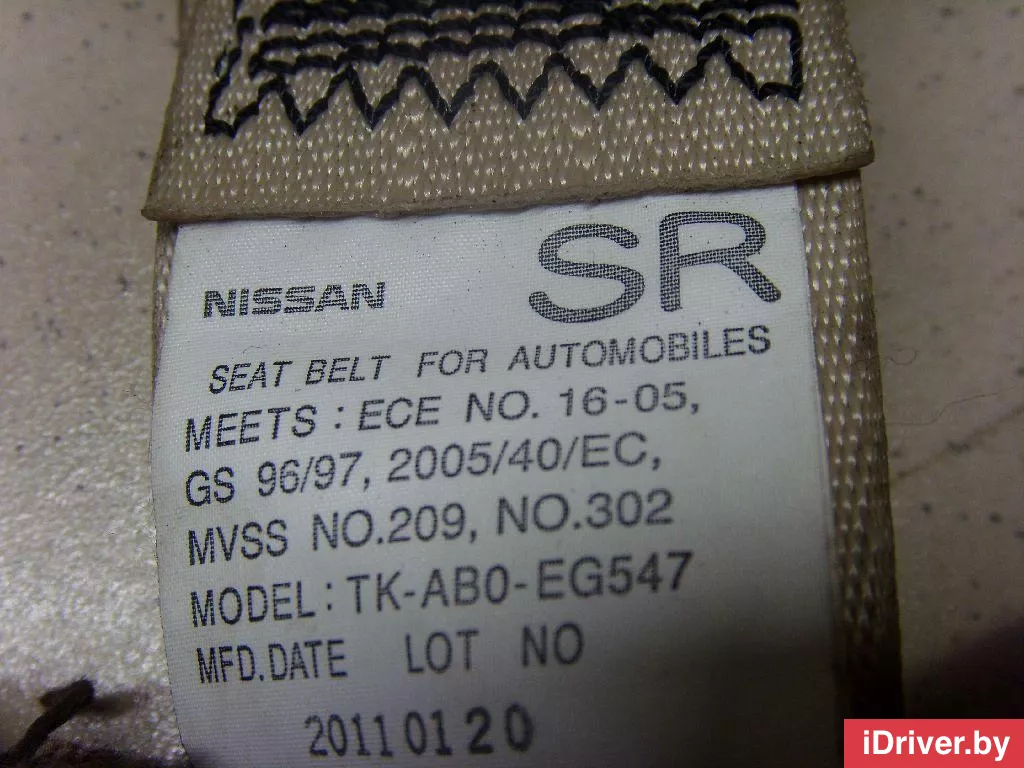 SR
NISSAN
SEAT BELT FOR AUTOMOBILES
MEETS : ECE NO. 16-05,
GS 96/97, 2005/40/EC,
MVSS NO.209, NO.302
MODEL : TK-AB0-EG547
MFD.DATE LOT NO
20110120
iDriver.by